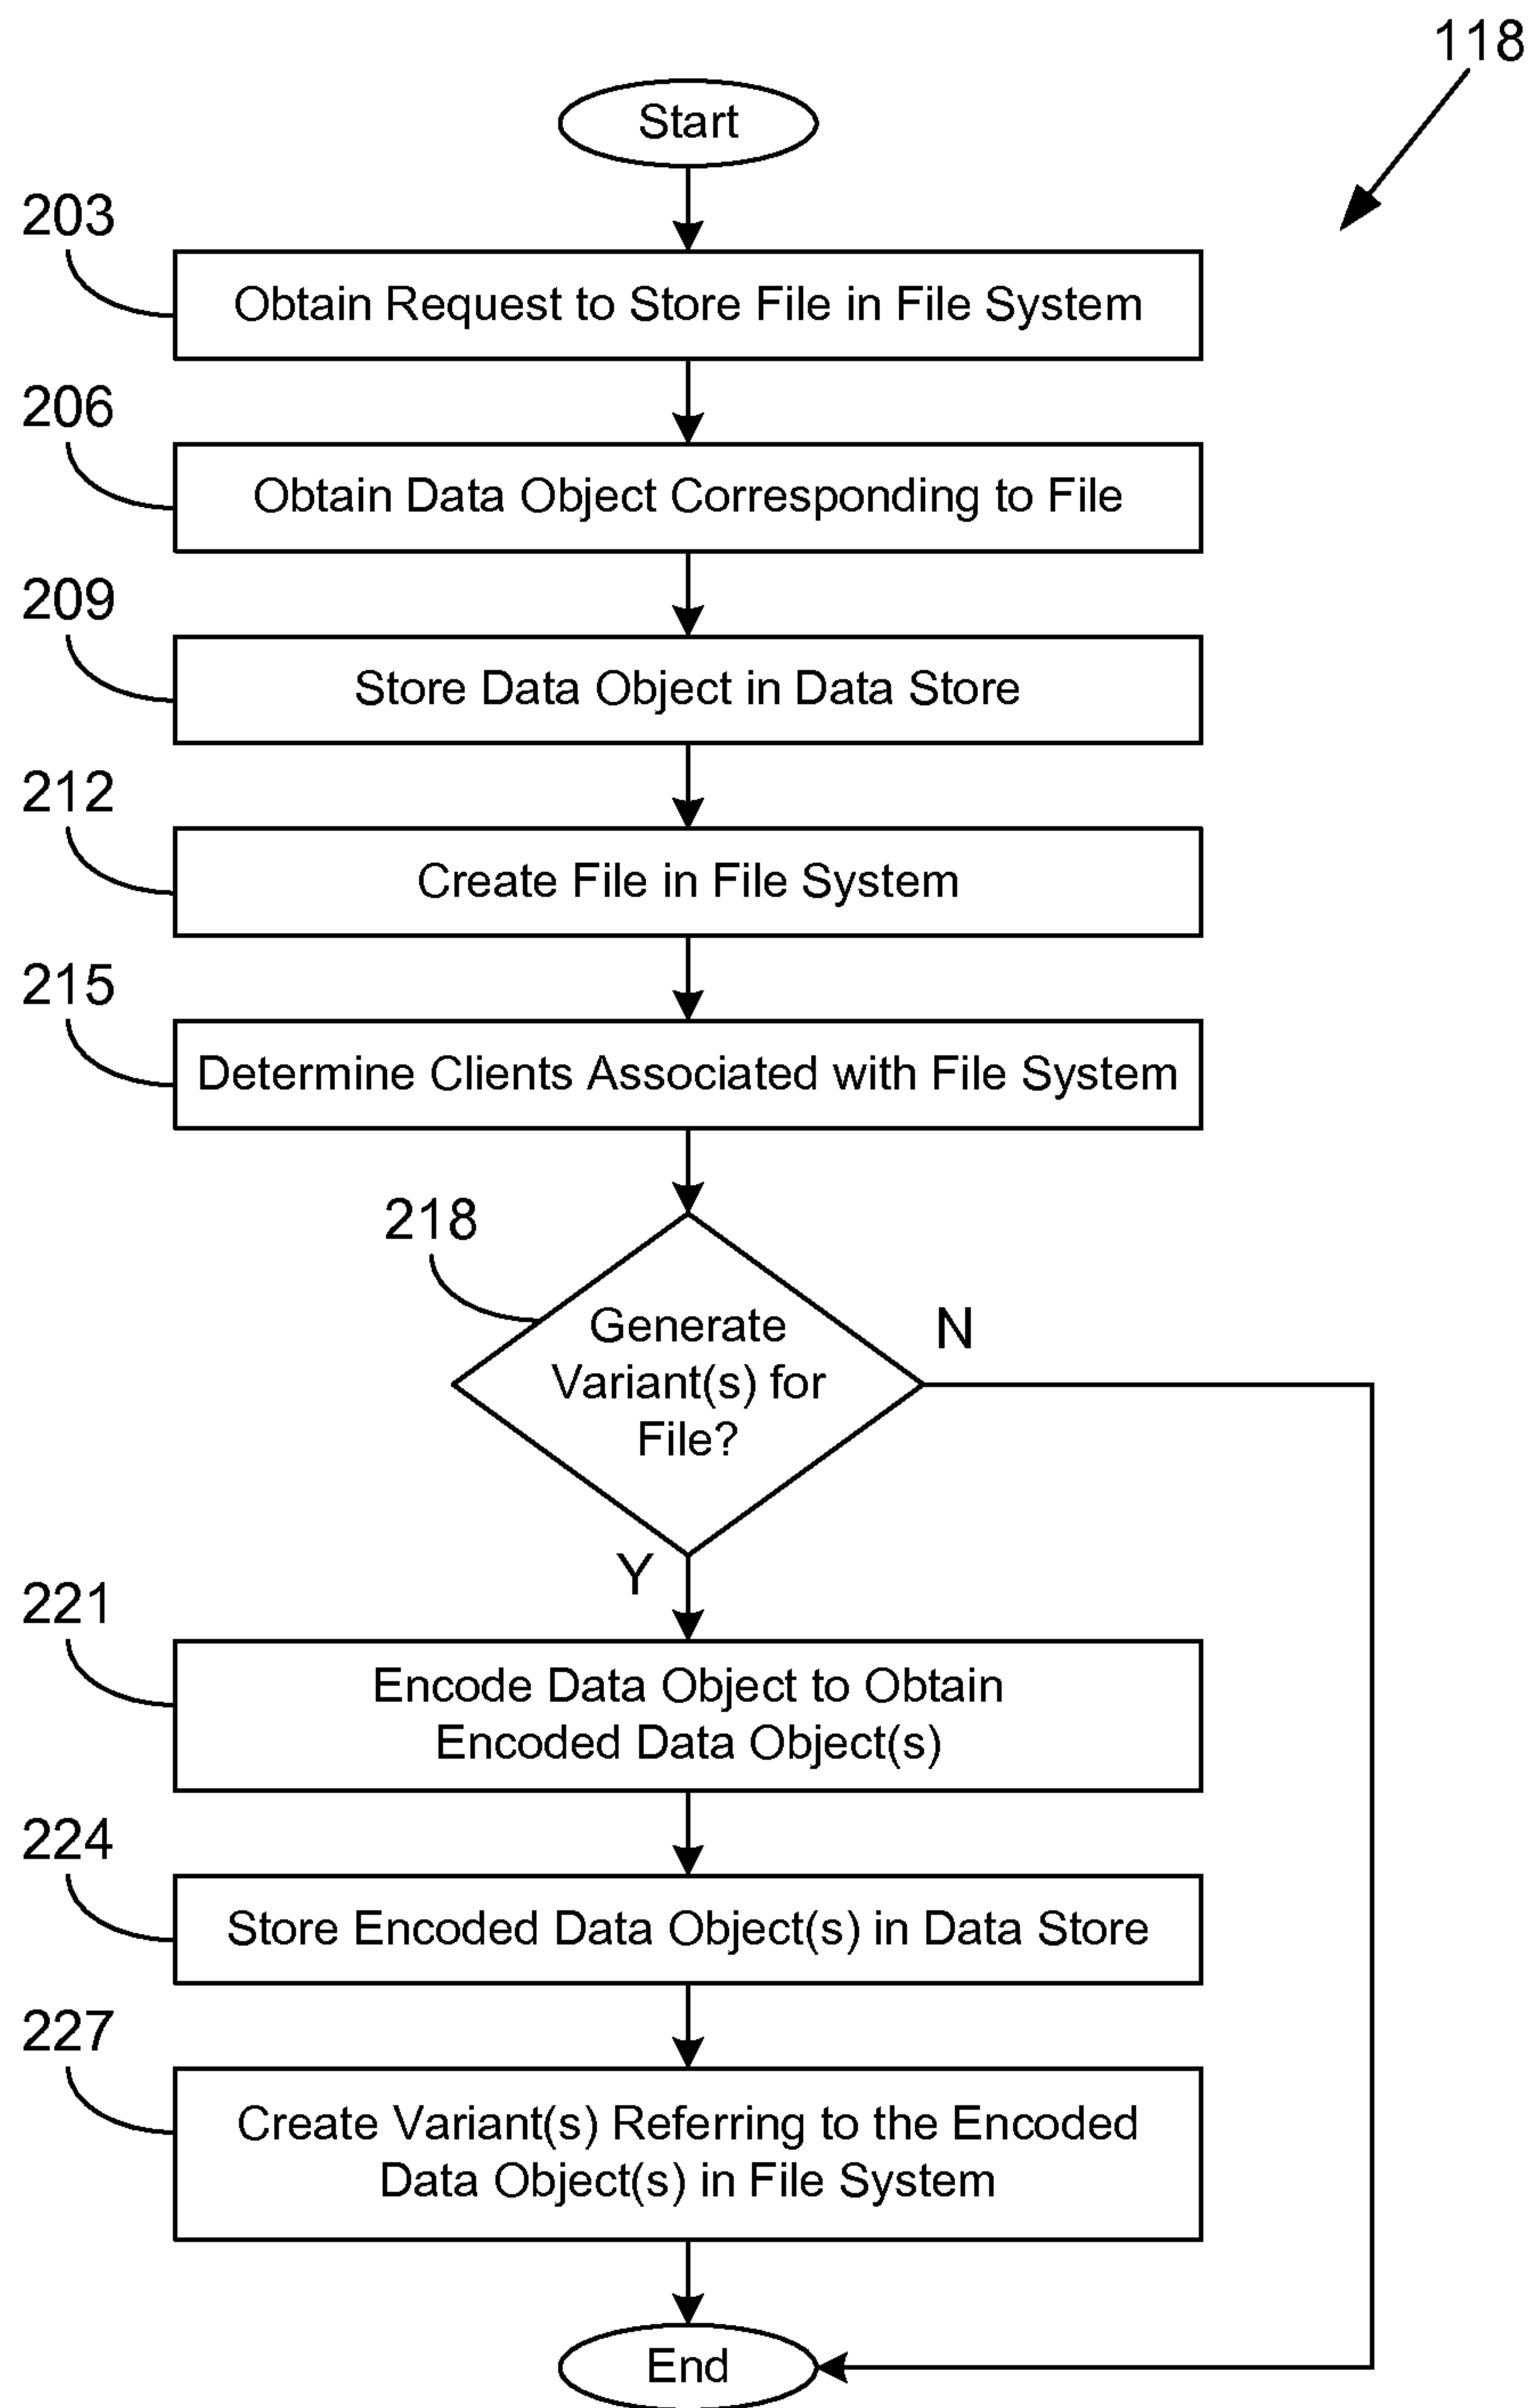 118
Start
203
Obtain Request to Store File in File System
206
Obtain Data Object Corresponding to File
209
Store Data Object in Data Store
212
Create File in File System
215
Determine Clients Associated with File System
218
Generate
Variant(s) for
File?
N
Y
221
Encode Data Object to Obtain
Encoded Data Object(s)
224
Store Encoded Data Object(s) in Data Store
227
Create Variant(s) Referring to the Encoded
Data Object(s) in File System
End